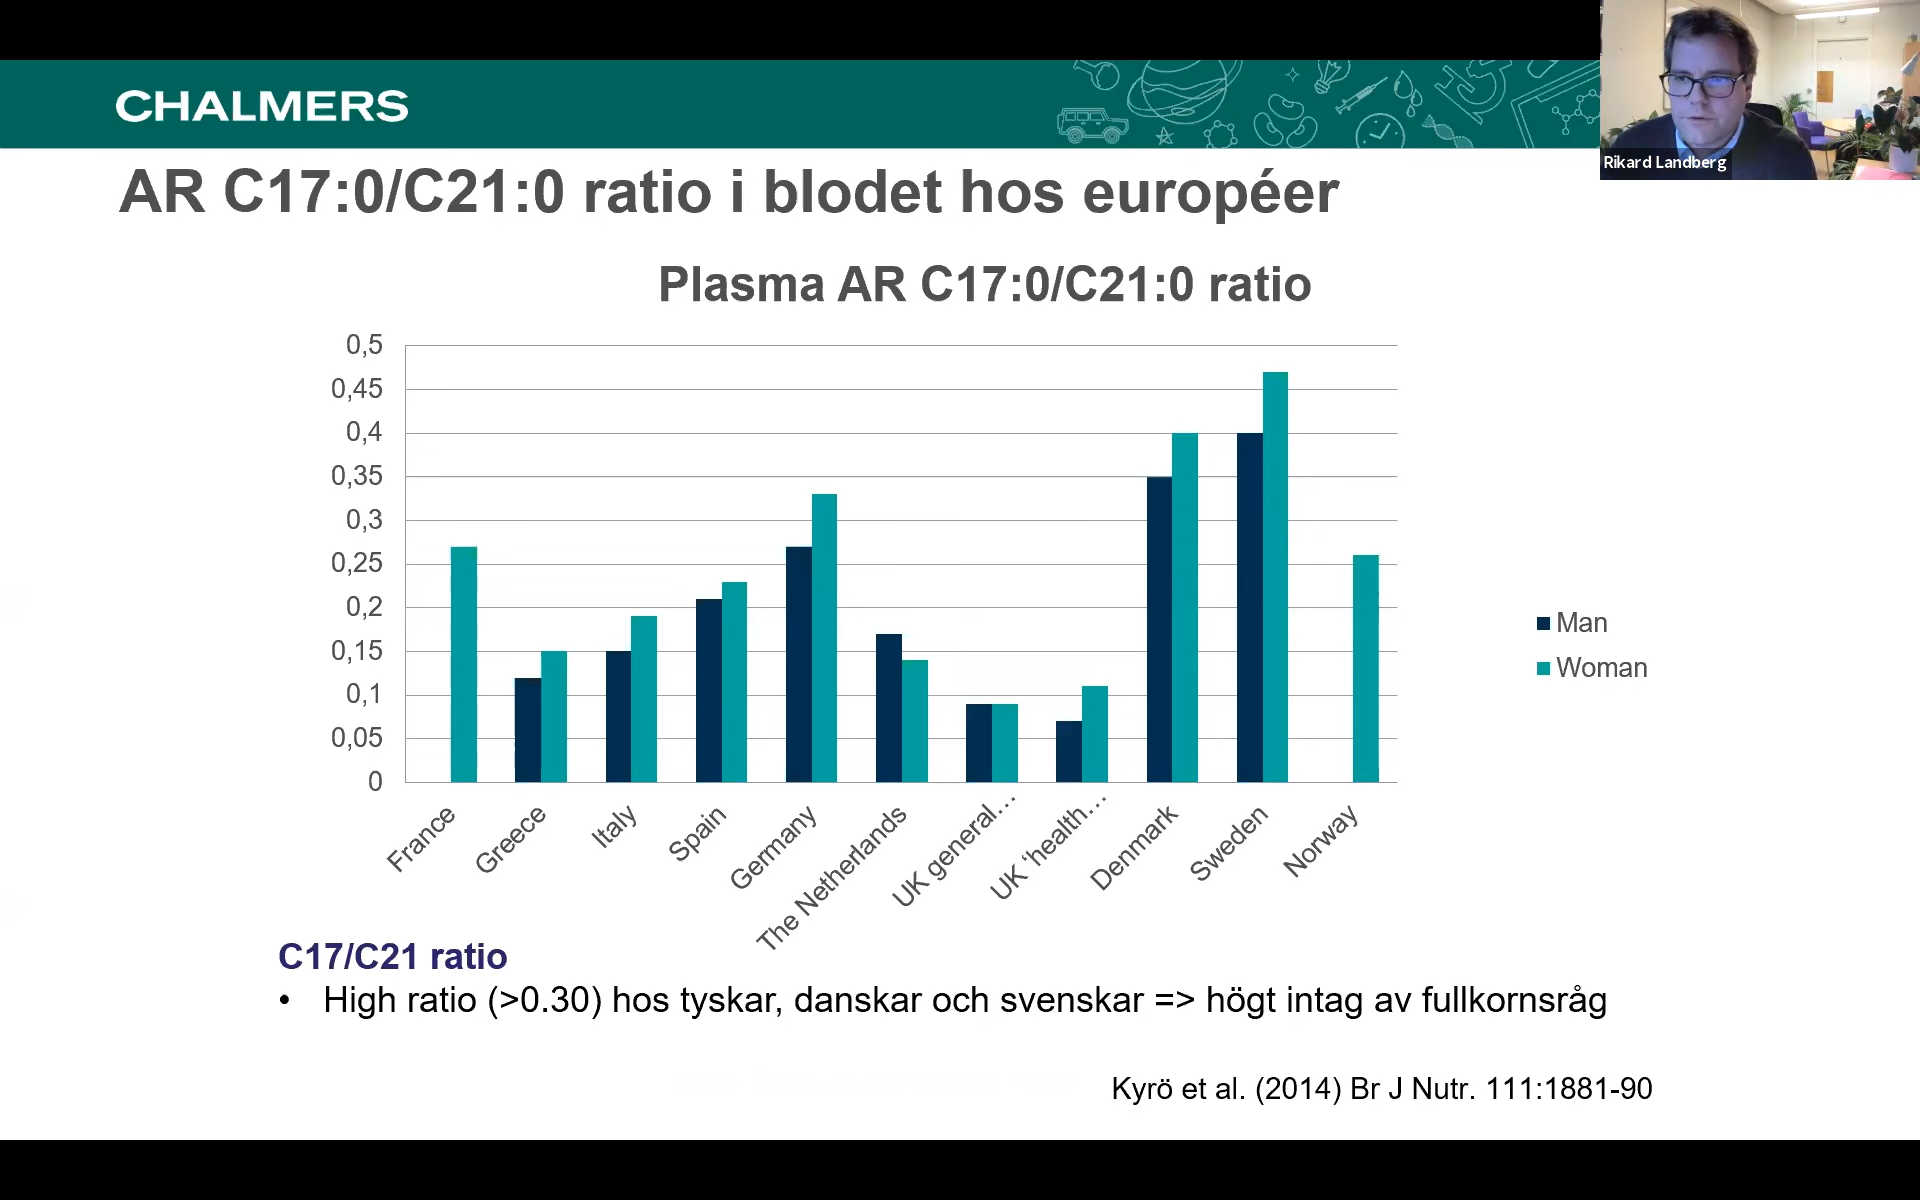 CHALMERS
Rikard Landberg
AR C17:0/C21:0 ratio i blodet hos européer
Plasma AR C17:0/C21:0 ratio
0,5
0,45
0,4
0,35
0,3
0,25
0,2
0,15
0,1
0,05
0
France
Greece
Italy
Spain
Germany
The Netherlands
UK general...
UK ‘health...
Denmark
Sweden
Norway
Man
Woman
C17/C21 ratio
• High ratio (>0.30) hos tyskar, danskar och svenskar => högt intag av fullkornsråg
Kyrö et al. (2014) Br J Nutr. 111:1881-90